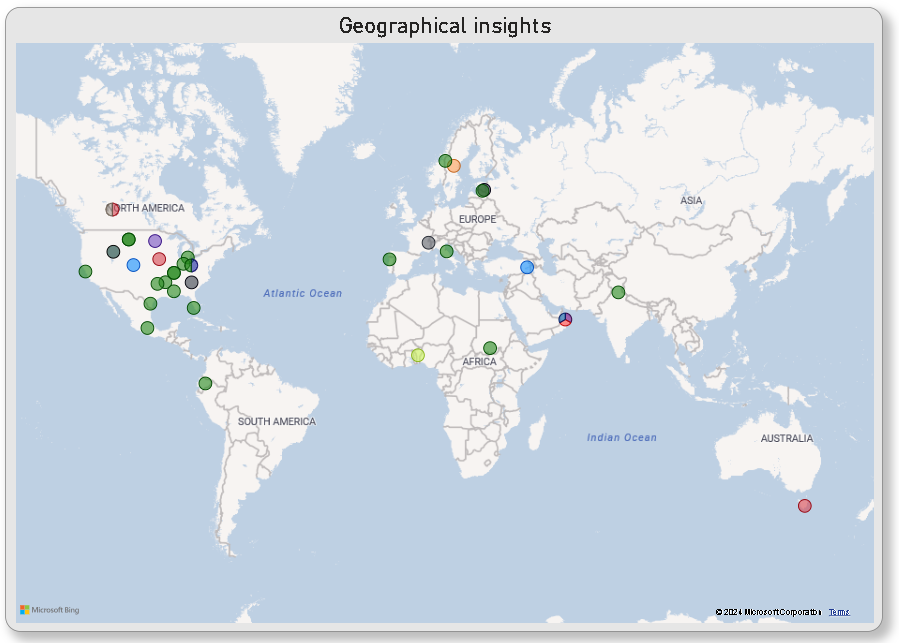 Geographical insights
ORTH AMERICA
ASIA
EUROPE
Atlantic Ocean
AFRICA
SOUTH AMERICA
Indian Ocean
AUSTRALIA
Microsoft Bing
© 2024 Microsoft Corporation Terms